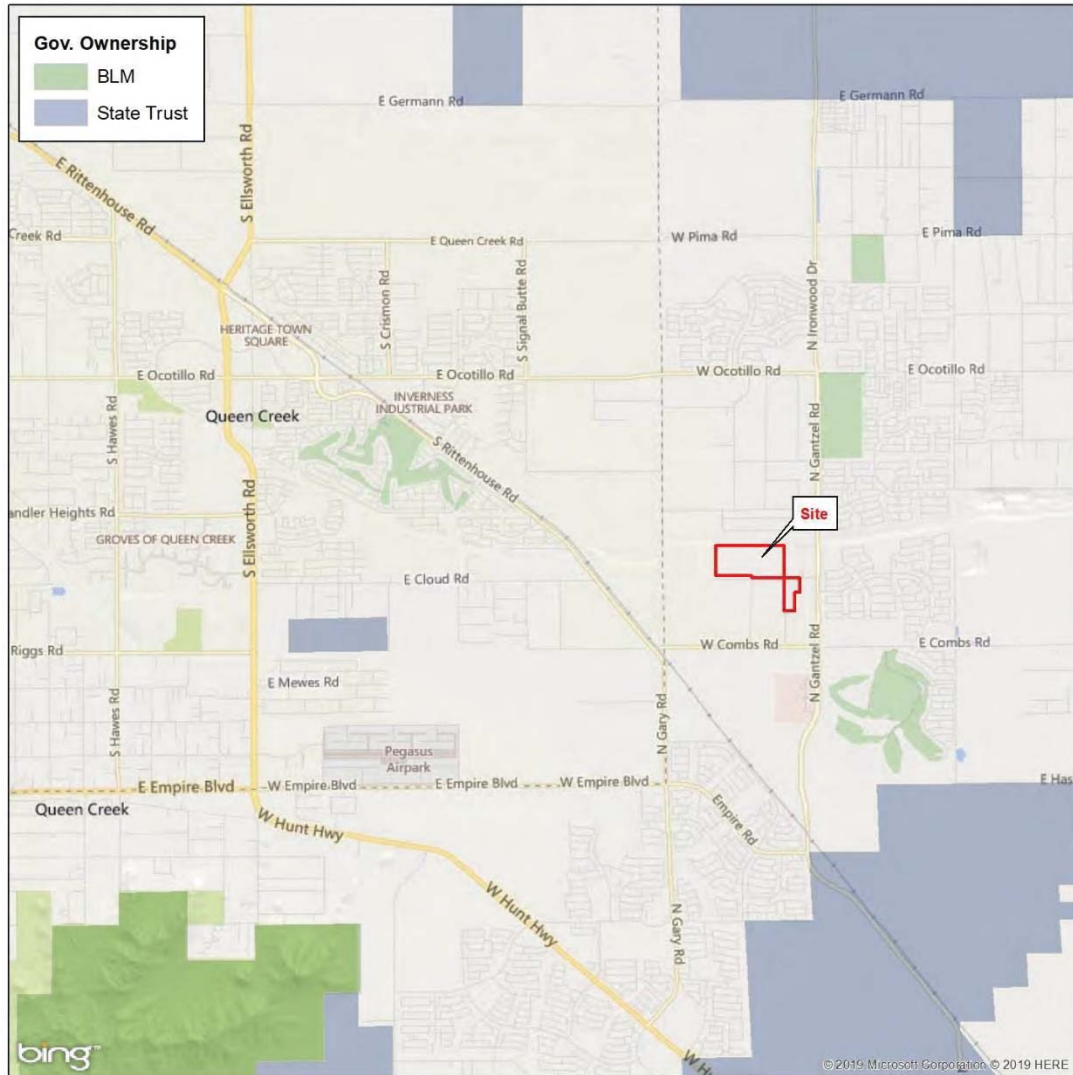 Gov. Ownership
BLM
State Trust
E Germann Rd
E Germann Rd
S Ellsworth Rd
E Rittenhouse Rd
Creek Rd
E Queen Creek Rd
W Pima Rd
E Pima Rd
S Crismon Rd
S Signal Butte Rd
N Ironwood Dr
HERITAGE TOWN
SQUARE
E Ocotillo Rd
E Ocotillo Rd
W Ocotillo Rd
E Ocotillo Rd
S Hawes Rd
Queen Creek
INVERNESS
INDUSTRIAL PARK
S Rittenhouse Rd
N Gantzel Rd
andler Heights Rd
GROVES OF QUEEN CREEK
S Ellsworth Rd
Site
E Cloud Rd
Riggs Rd
W Combs Rd
E Combs Rd
S Hawes Rd
E Mewes Rd
N Gary Rd
N Gantzel Rd
Pegasus
Airpark
E Empire Blvd
W Empire Blvd
E Empire Blvd
W Empire Blvd
E Has
Queen Creek
W Hunt Hwy
Empire Rd
W Hunt Hwy
N Gary Rd
W H
bing™
© 2019 Microsoft Corporation © 2019 HERE